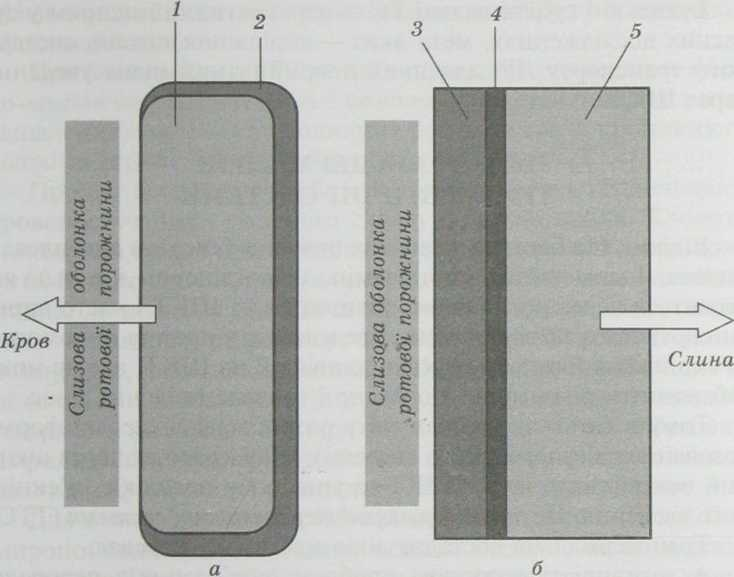 1
2
3
4
5
Слизова оболонка
ротової порожнини
Кров
Слизова оболонка
ротової порожнини
Слина
а
б